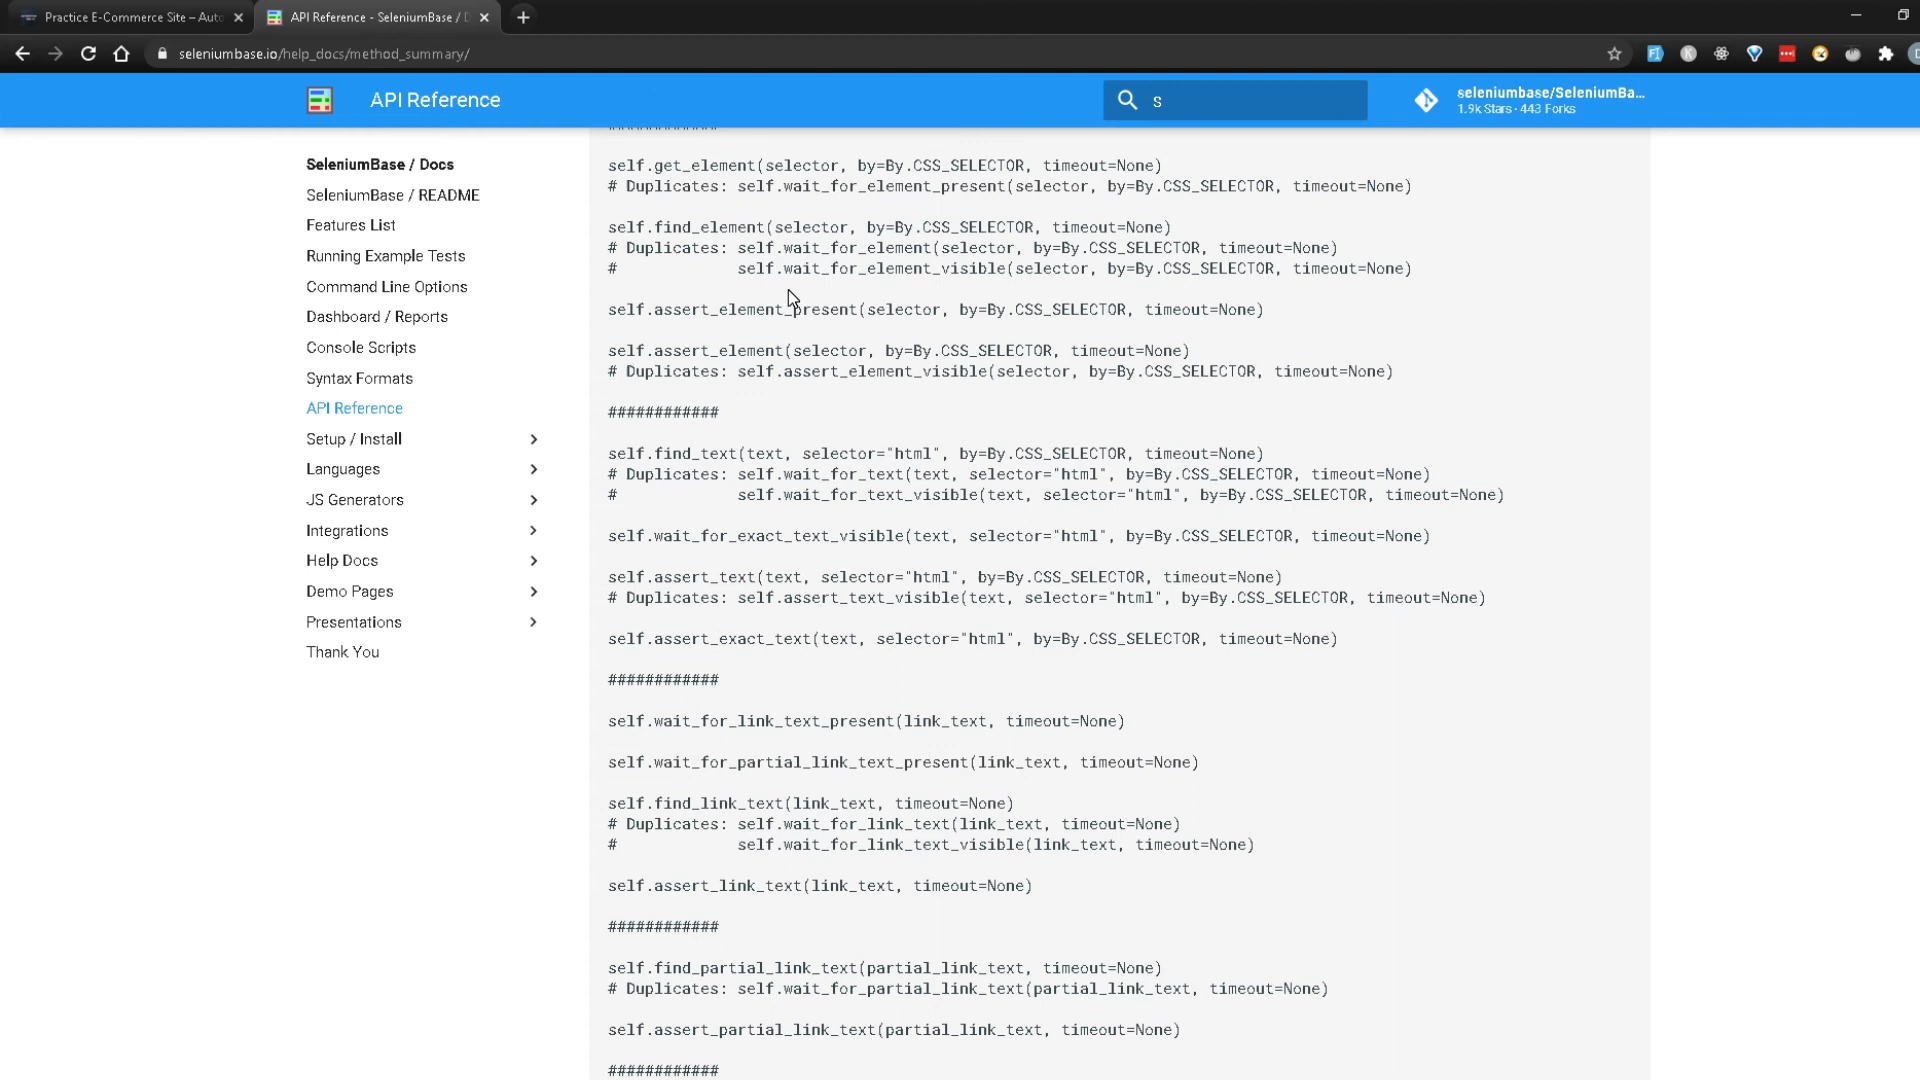 Practice E-Commerce Site – Auto
API Reference - SeleniumBase / D
seleniumbase.io/help_docs/method_summary/
API Reference
s
seleniumbase/SeleniumBa...
1.9k Stars · 443 Forks
SeleniumBase / Docs
SeleniumBase / README
Features List
Running Example Tests
Command Line Options
Dashboard / Reports
Console Scripts
Syntax Formats
API Reference
Setup / Install
Languages
JS Generators
Integrations
Help Docs
Demo Pages
Presentations
Thank You
############
self.get_element(selector, by=By.CSS_SELECTOR, timeout=None)
# Duplicates: self.wait_for_element_present(selector, by=By.CSS_SELECTOR, timeout=None)
self.find_element(selector, by=By.CSS_SELECTOR, timeout=None)
# Duplicates: self.wait_for_element(selector, by=By.CSS_SELECTOR, timeout=None)
#             self.wait_for_element_visible(selector, by=By.CSS_SELECTOR, timeout=None)
self.assert_element_present(selector, by=By.CSS_SELECTOR, timeout=None)
self.assert_element(selector, by=By.CSS_SELECTOR, timeout=None)
# Duplicates: self.assert_element_visible(selector, by=By.CSS_SELECTOR, timeout=None)
############
self.find_text(text, selector="html", by=By.CSS_SELECTOR, timeout=None)
# Duplicates: self.wait_for_text(text, selector="html", by=By.CSS_SELECTOR, timeout=None)
#             self.wait_for_text_visible(text, selector="html", by=By.CSS_SELECTOR, timeout=None)
self.wait_for_exact_text_visible(text, selector="html", by=By.CSS_SELECTOR, timeout=None)
self.assert_text(text, selector="html", by=By.CSS_SELECTOR, timeout=None)
# Duplicates: self.assert_text_visible(text, selector="html", by=By.CSS_SELECTOR, timeout=None)
self.assert_exact_text(text, selector="html", by=By.CSS_SELECTOR, timeout=None)
############
self.wait_for_link_text_present(link_text, timeout=None)
self.wait_for_partial_link_text_present(link_text, timeout=None)
self.find_link_text(link_text, timeout=None)
# Duplicates: self.wait_for_link_text(link_text, timeout=None)
#             self.wait_for_link_text_visible(link_text, timeout=None)
self.assert_link_text(link_text, timeout=None)
############
self.find_partial_link_text(partial_link_text, timeout=None)
# Duplicates: self.wait_for_partial_link_text(partial_link_text, timeout=None)
self.assert_partial_link_text(partial_link_text, timeout=None)
############